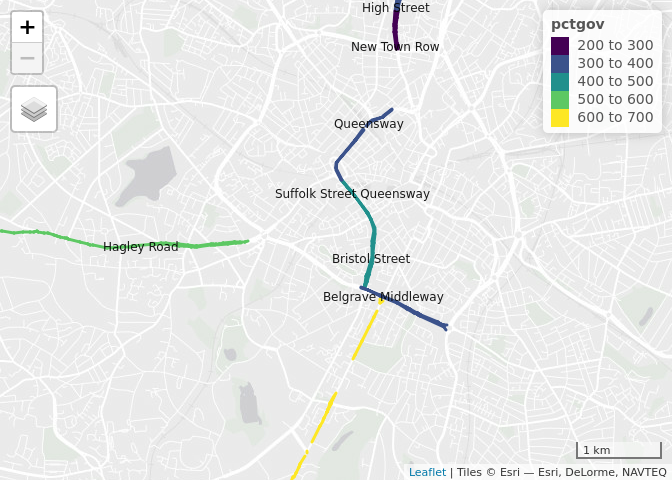 High Street
New Town Row
Queensway
Suffolk Street Queensway
Hagley Road
Bristol Street
Belgrave Middleway
+
−
pctgov
200 to 300
300 to 400
400 to 500
500 to 600
600 to 700
1 km
Leaflet | Tiles © Esri — Esri, DeLorme, NAVTEQ